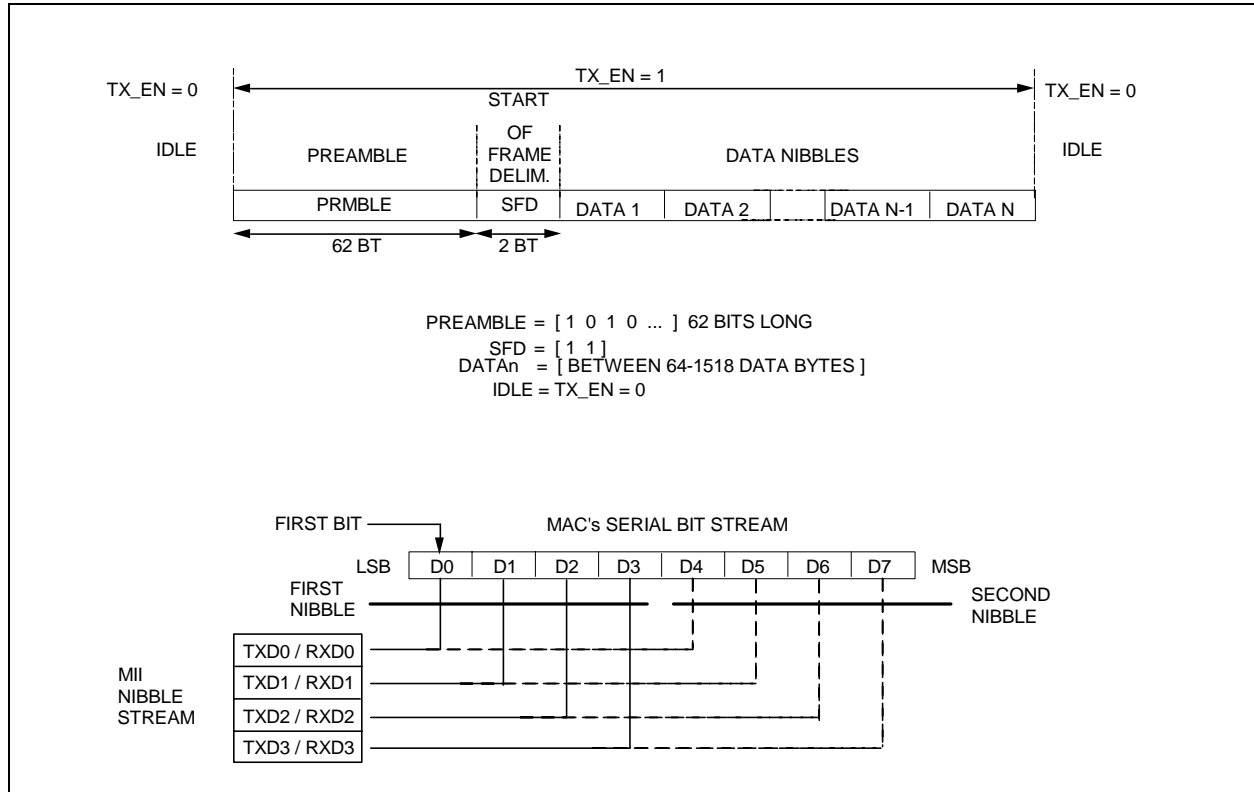 TX_EN = 1
TX_EN = 0
TX_EN = 0
START
OF
FRAME
DELIM.
IDLE
PREAMBLE
DATA NIBBLES
IDLE
PRMBLE
SFD
DATA 1
DATA 2
DATA N-1
DATA N
62 BT
2 BT
PREAMBLE = [ 1 0 1 0 ... ] 62 BITS LONG
SFD = [ 1 1 ]
DATAn = [ BETWEEN 64-1518 DATA BYTES ]
IDLE = TX_EN = 0
FIRST BIT
MAC's SERIAL BIT STREAM
LSB
D0
D1
D2
D3
D4
D5
D6
D7
MSB
FIRST
NIBBLE
SECOND
NIBBLE
MII
NIBBLE
STREAM
TXD0 / RXD0
TXD1 / RXD1
TXD2 / RXD2
TXD3 / RXD3